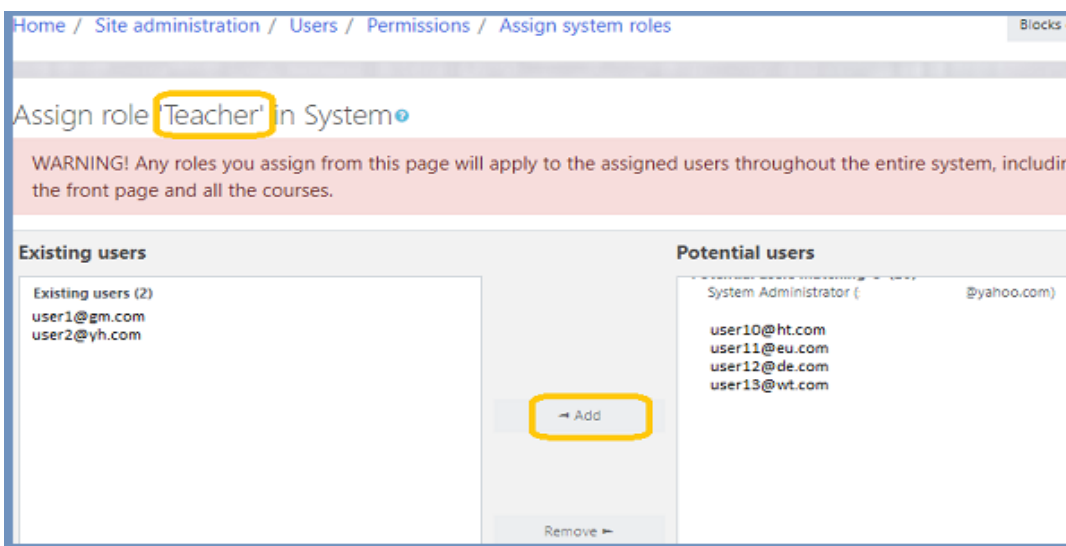 Home / Site administration / Users / Permissions / Assign system roles
Blocks
Assign role 'Teacher' in System
WARNING! Any roles you assign from this page will apply to the assigned users throughout the entire system, includin
the front page and all the courses.
Existing users
Existing users (2)
user1@gm.com
user2@yh.com
Add
Remove
Potential users
System Administrator ( @yahoo.com)
user10@ht.com
user11@eu.com
user12@de.com
user13@wt.com